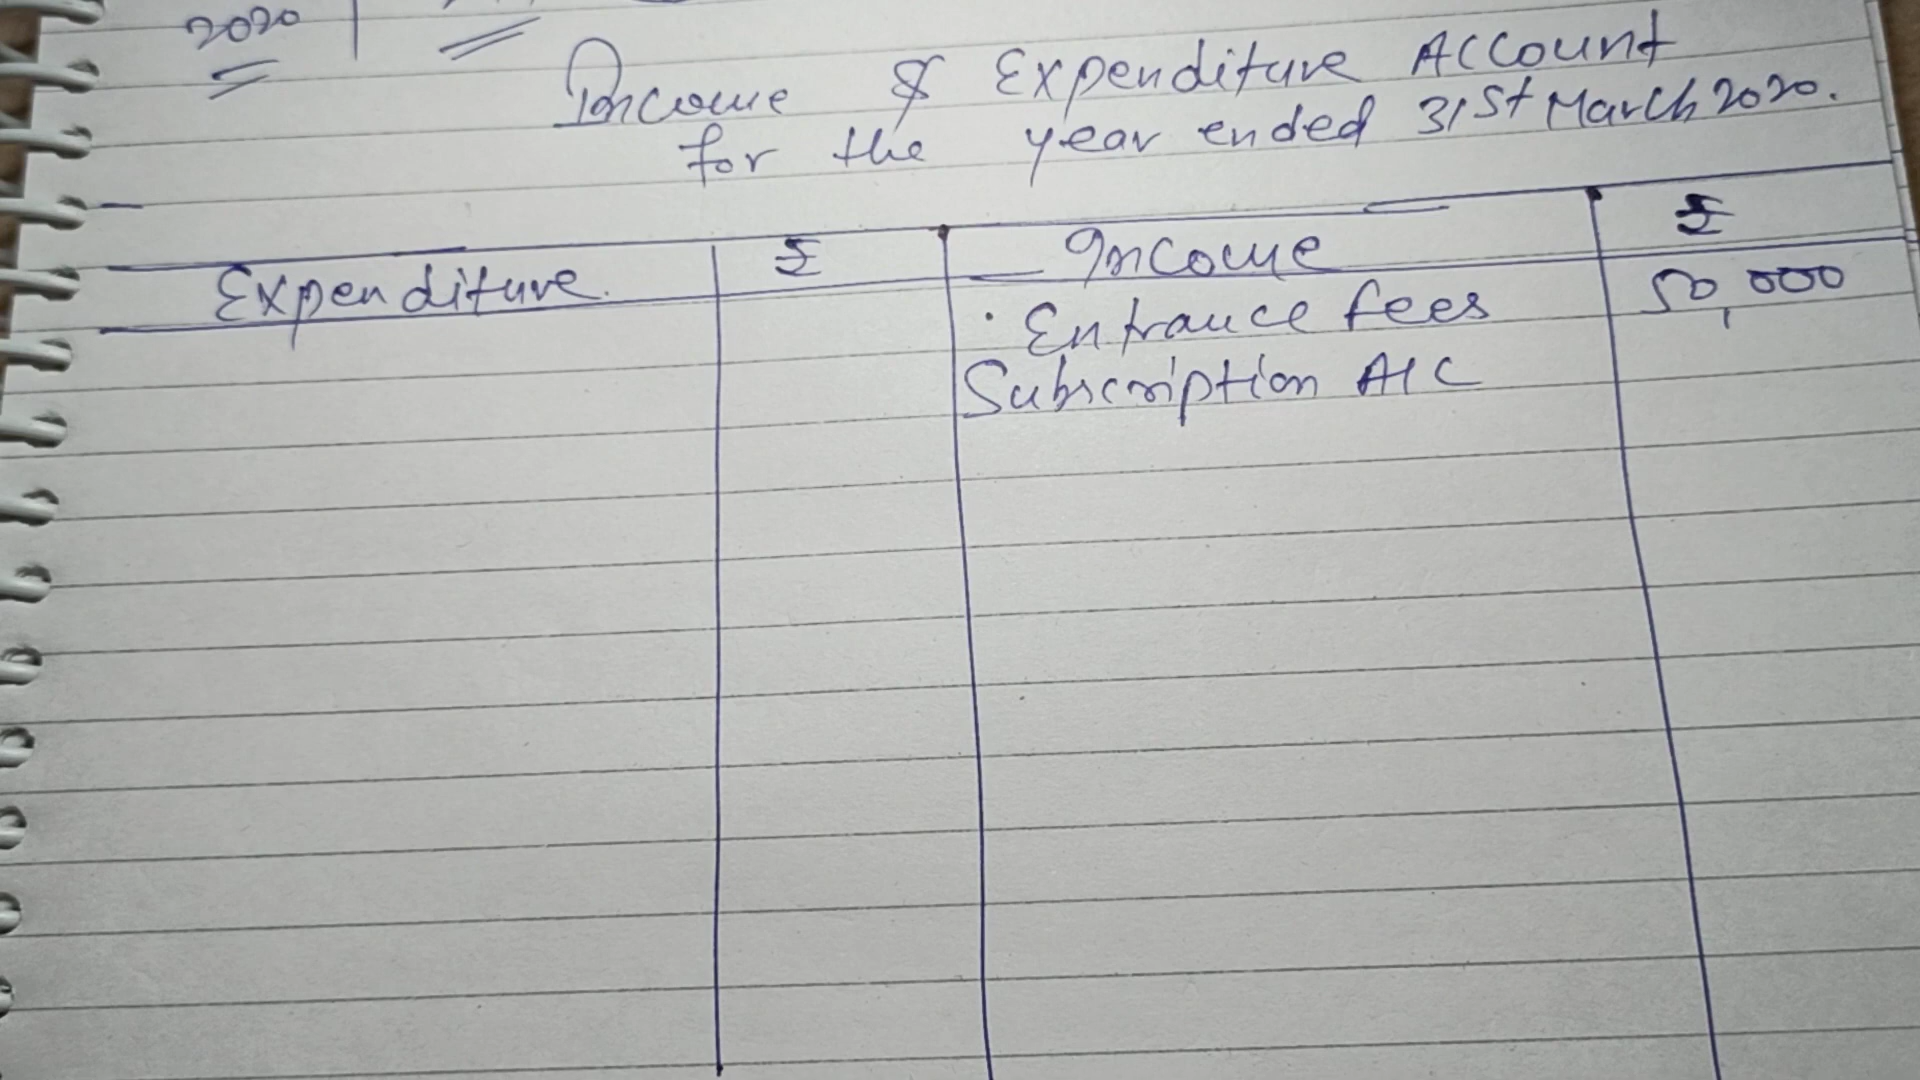 2020
Income & Expenditure Account
for the year ended 31st March 2020.
Expenditure. ₹ Income ₹
. Entrance fees 50,000
Subscription A/C